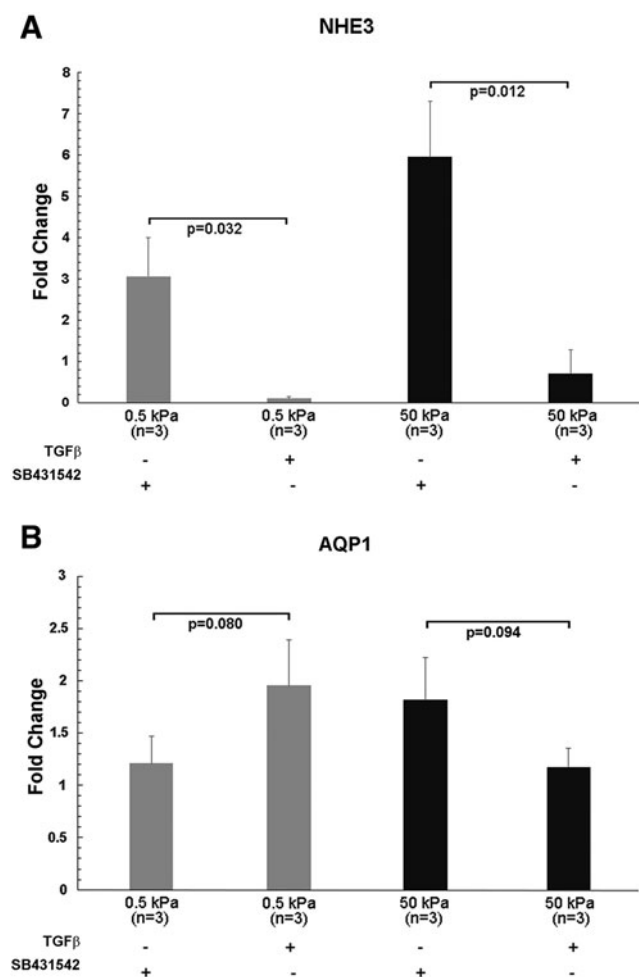 A
NHE3
8
7
6
5
4
3
2
1
0
Fold Change
p=0.032
p=0.012
0.5 kPa 0.5 kPa 50 kPa 50 kPa
(n=3) (n=3) (n=3) (n=3)
TGFβ - + - +
SB431542 + - + -
B
AQP1
3
2.5
2
1.5
1
0.5
0
Fold Change
p=0.080
p=0.094
0.5 kPa 0.5 kPa 50 kPa 50 kPa
(n=3) (n=3) (n=3) (n=3)
TGFβ - + - +
SB431542 + - + -